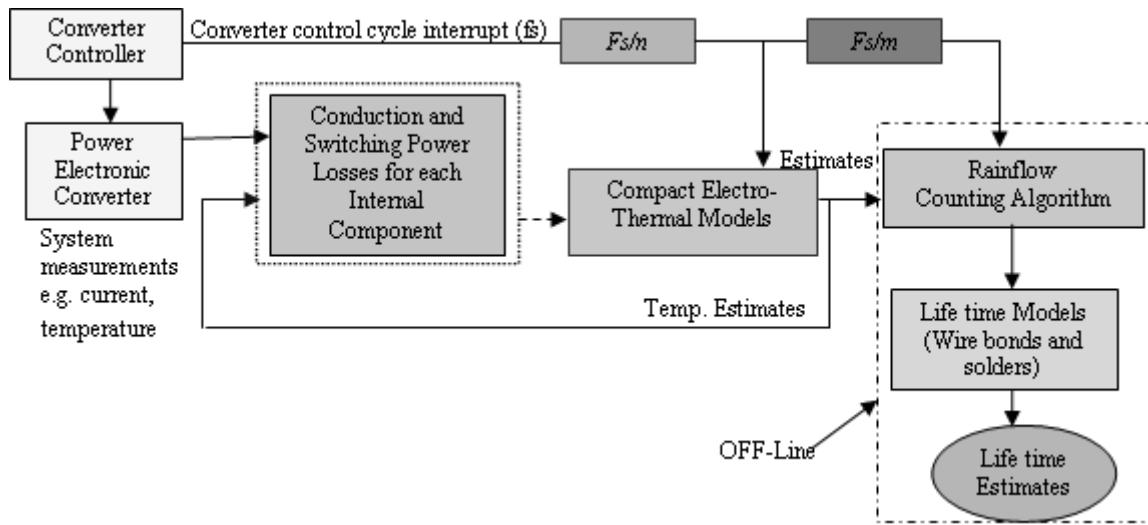 Converter
Controller
Converter control cycle interrupt (fs)
Fs/n
Fs/m
Power
Electronic
Converter
Conduction and
Switching Power
Losses for each
Internal
Component
Estimates
Compact Electro-
Thermal Models
Rainflow
Counting Algorithm
System
measurements
e.g. current,
temperature
Temp. Estimates
Life time Models
(Wire bonds and
solders)
OFF-Line
Life time
Estimates